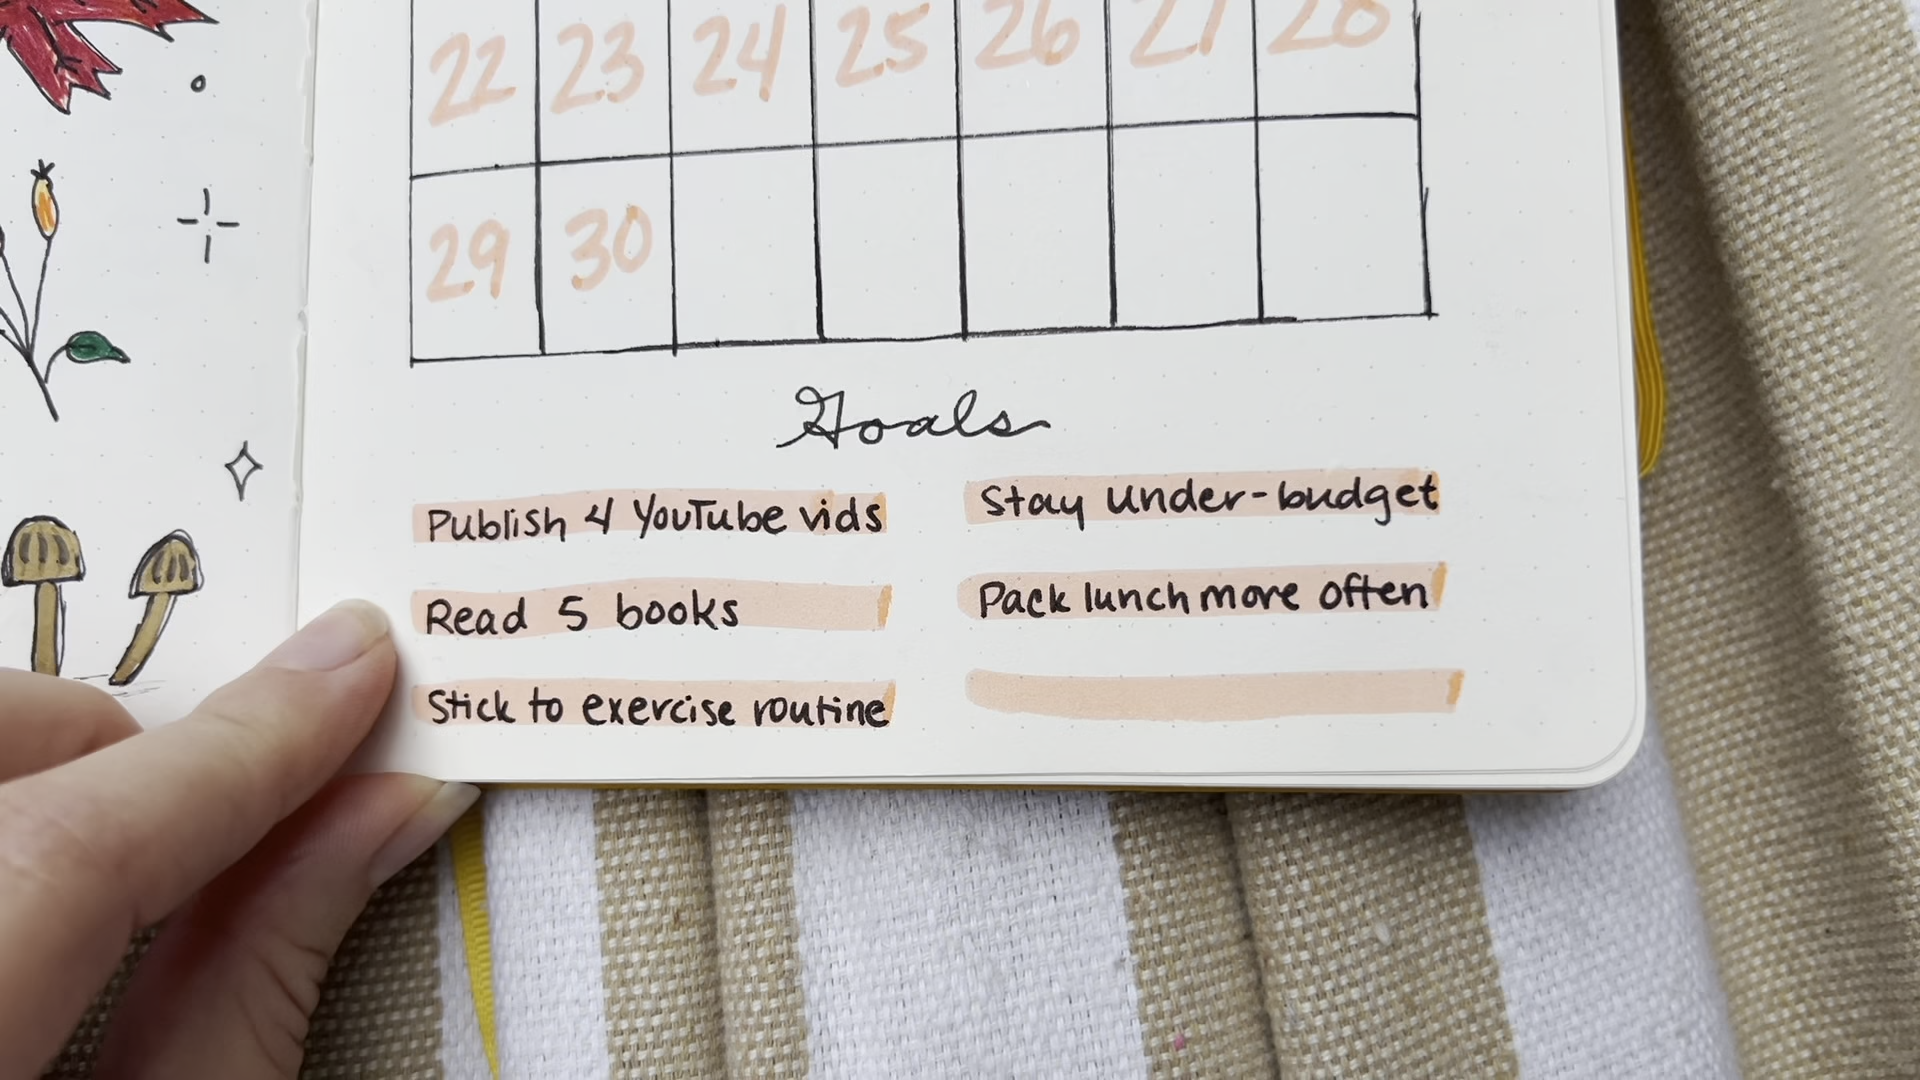 22 23 24 25 26 27 28
29 30
Goals
Publish 4 YouTube vids
Read 5 books
Stick to exercise routine
Stay under-budget
Pack lunch more often